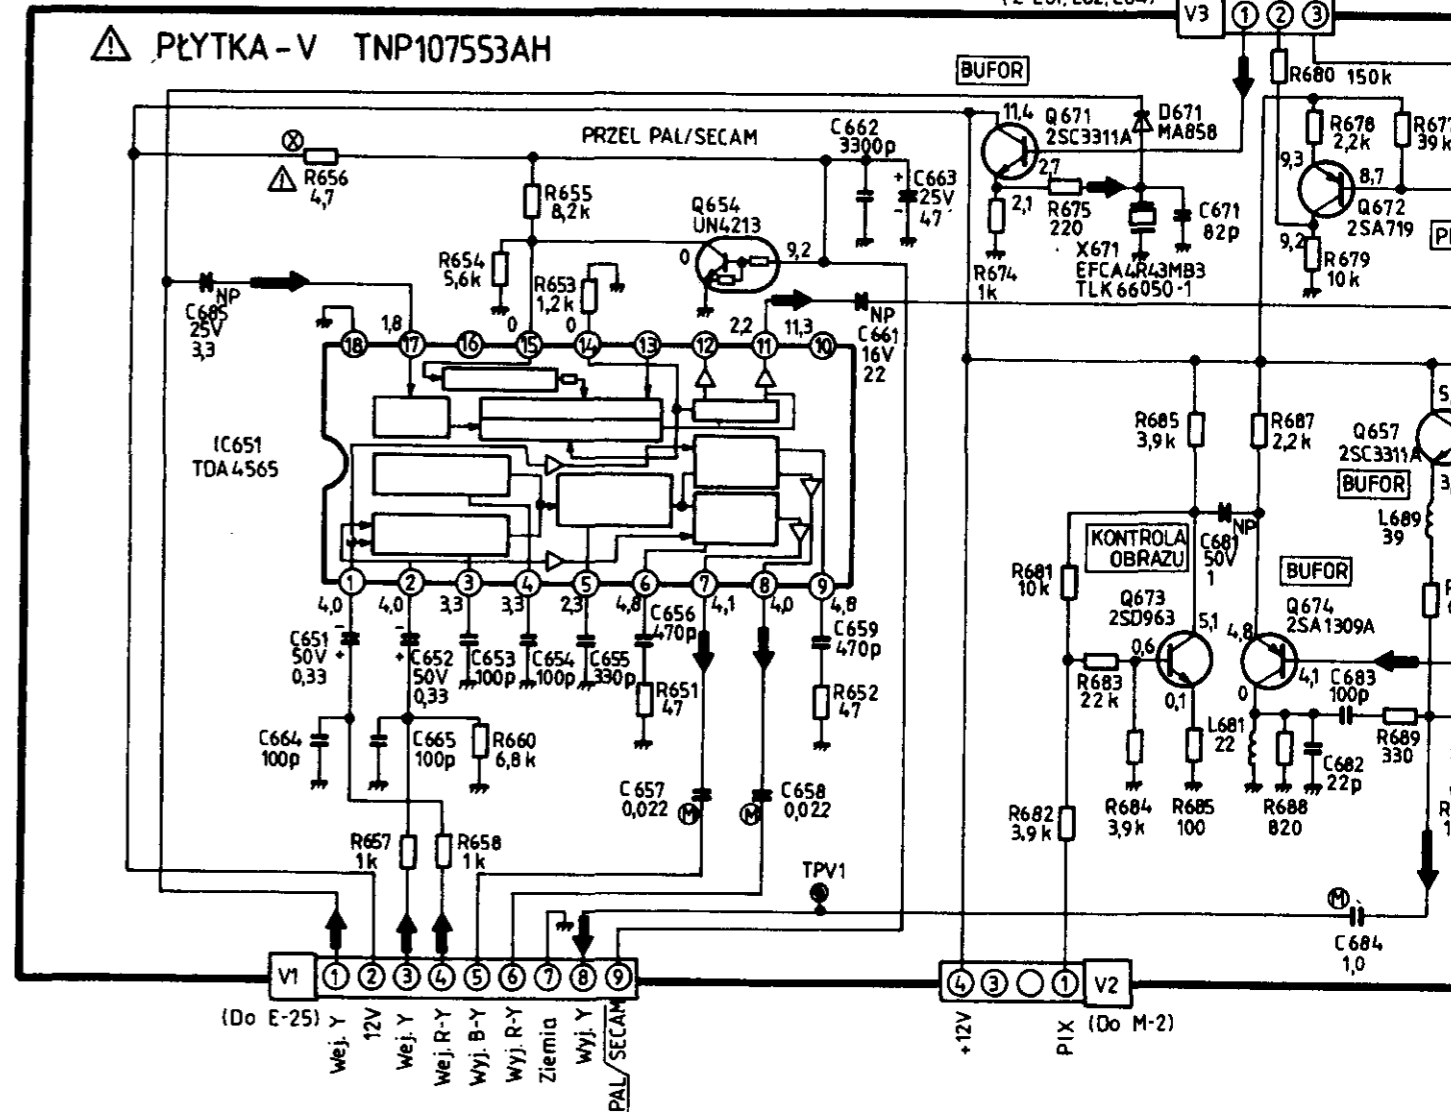 V3 1 2 3
⚠ PŁYTKA-V TNP107553AH
BUFOR
R680 150k
11,4
Q671
2SC3311A
D671
MA858
2,7
2,1
R675
220
R674
1k
X671
EFCA4R43MB3
TLK66050-1
C671
82p
R678
2,2k
39k
9,3
8,7
Q672
2SA719
9,2
R679
10k
PRZEL PAL/SECAM
X
R656
4,7
R655
8,2k
Q654
UN4213
0
9,2
C662
3300p
+
C663
25V
-
47
R654
5,6k
R653
1,2k
NP
C685
25V
3,3
1,8
0
0
2,2
11,3
NP
C661
16V
22
18 17 16 15 14 13 12 11 10
IC651
TDA4565
1 2 3 4 5 6 7 8 9
4,0 4,0 3,3 3,3 2,3 4,8 4,1 4,0 4,8
C651
50V
0,33
-
+
C652
50V
0,33
-
+
C653
100p
C654
100p
C655
330p
C656
470p
C659
470p
R651
47
R652
47
C664
100p
C665
100p
R660
6,8k
C657
0,022
M
C658
0,022
M
R657
1k
R658
1k
TPV1
R685
3,9k
R687
2,2k
Q657
2SC3311A
BUFOR
L689
39
KONTROLA
OBRAZU
C681
50V
1
NP
R681
10k
BUFOR
Q673
2SD963
5,1
0,6
0,1
Q674
2SA1309A
4,8
4,1
0
R683
22k
C683
100p
L681
22
R689
330
C682
22p
R682
3,9k
R684
3,9k
R685
100
R688
820
M
C684
1,0
V1 1 2 3 4 5 6 7 8 9
(Do E-25)
Wej. Y
12V
Wej. Y
Wej. R-Y
Wyj. B-Y
Wyj. R-Y
Ziemia
Wyj. Y
PAL/SECAM
4 3 1 V2
+12V
PIX
(Do M-2)